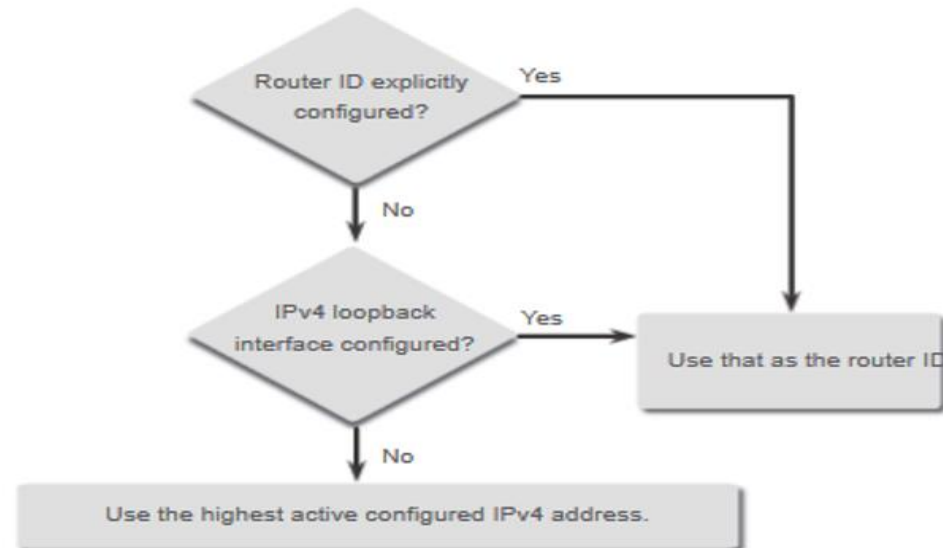 Router ID explicitly
configured?
Yes
No
IPv4 loopback
interface configured?
Yes
Use that as the router ID
No
Use the highest active configured IPv4 address.